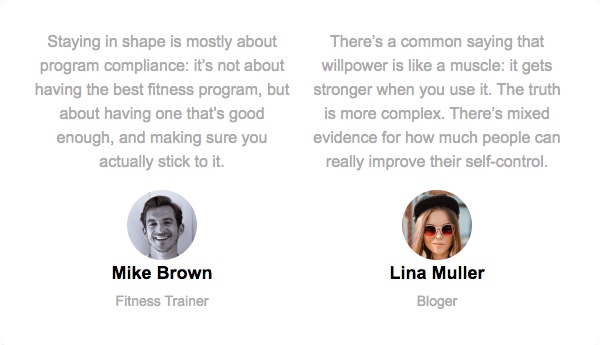 Staying in shape is mostly about
program compliance: it’s not about
having the best fitness program, but
about having one that’s good
enough, and making sure you
actually stick to it.
Mike Brown
Fitness Trainer
There’s a common saying that
willpower is like a muscle: it gets
stronger when you use it. The truth
is more complex. There’s mixed
evidence for how much people can
really improve their self-control.
Lina Muller
Bloger